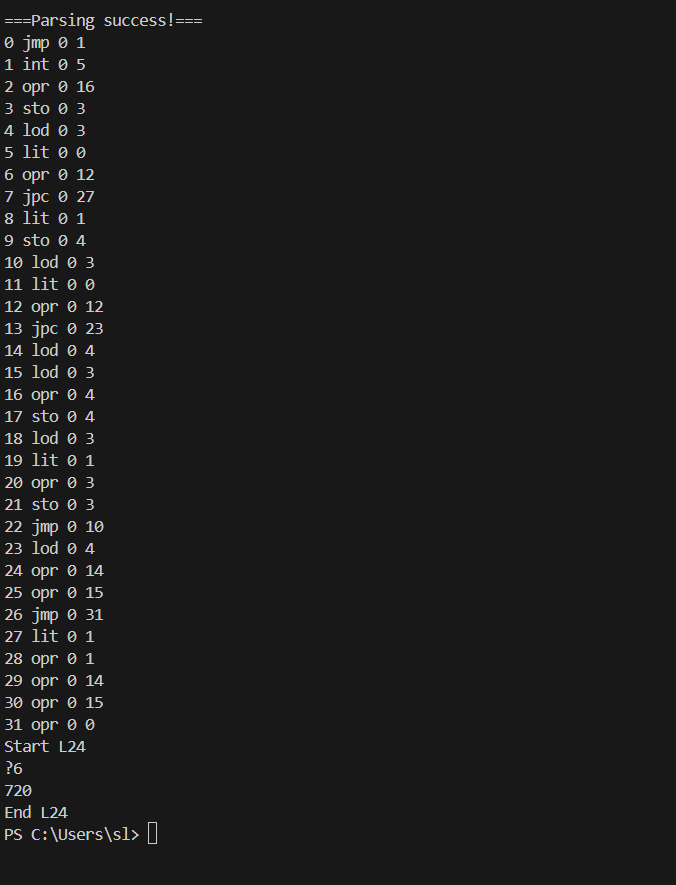 ===Parsing success!===
0 jmp 0 1
1 int 0 5
2 opr 0 16
3 sto 0 3
4 lod 0 3
5 lit 0 0
6 opr 0 12
7 jpc 0 27
8 lit 0 1
9 sto 0 4
10 lod 0 3
11 lit 0 0
12 opr 0 12
13 jpc 0 23
14 lod 0 4
15 lod 0 3
16 opr 0 4
17 sto 0 4
18 lod 0 3
19 lit 0 1
20 opr 0 3
21 sto 0 3
22 jmp 0 10
23 lod 0 4
24 opr 0 14
25 opr 0 15
26 jmp 0 31
27 lit 0 1
28 opr 0 1
29 opr 0 14
30 opr 0 15
31 opr 0 0
Start L24
?6
720
End L24
PS C:\Users\sl>